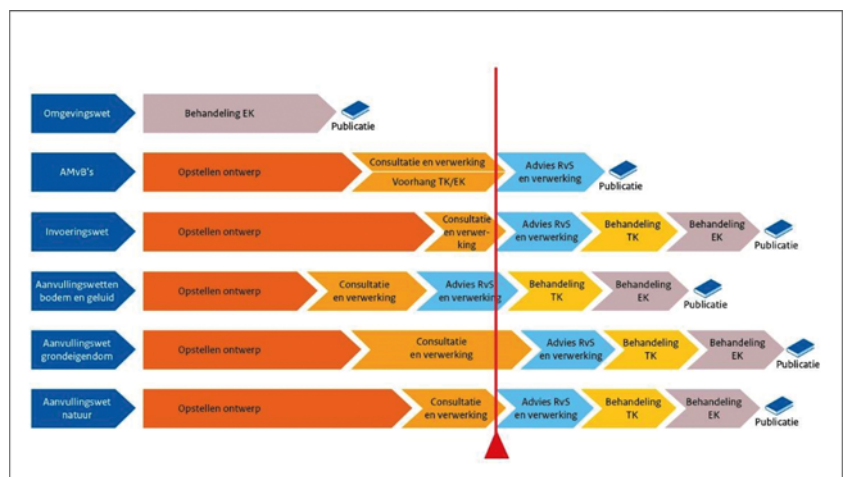 Omgevingswet
Behandeling EK
Publicatie
AMvB's
Opstellen ontwerp
Consultatie en verwerking
Voorhang TK/EK
Advies RvS
en verwerking
Publicatie
Invoeringswet
Opstellen ontwerp
Consultatie
en verwer-
king
Advies RvS
en verwerking
Behandeling
TK
Behandeling
EK
Publicatie
Aanvullingswetten
bodem en geluid
Opstellen ontwerp
Consultatie
en verwerking
Advies RvS
en verwerking
Behandeling
TK
Behandeling
EK
Publicatie
Aanvullingswet
grondeigendom
Opstellen ontwerp
Consultatie
en verwerking
Advies RvS
en verwerking
Behandeling
TK
Behandeling
EK
Publicatie
Aanvullingswet
natuur
Opstellen ontwerp
Consultatie
en verwerking
Advies RvS
en verwerking
Behandeling
TK
Behandeling
EK
Publicatie